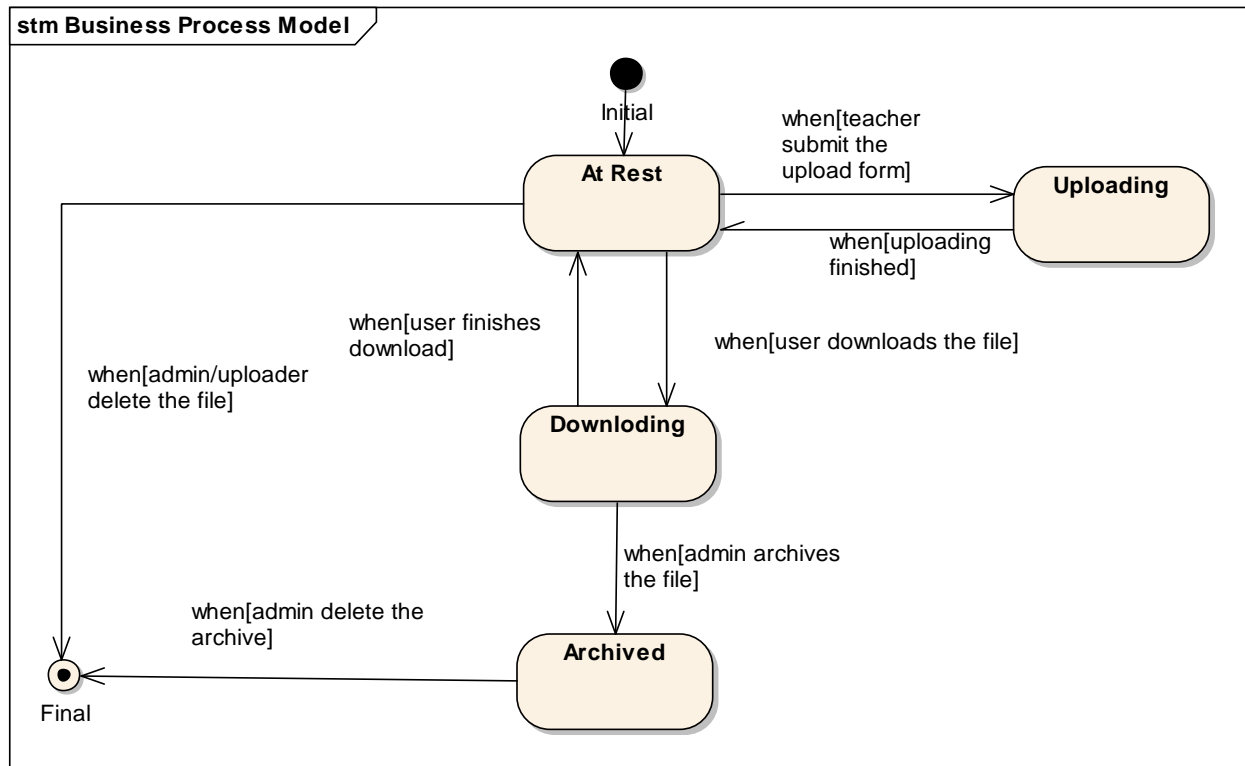 stm Business Process Model
Initial
At Rest
when[teacher
submit the
upload form]
Uploading
when[uploading
finished]
when[user finishes
download]
when[user downloads the file]
when[admin/uploader
delete the file]
Downloding
when[admin archives
the file]
when[admin delete the
archive]
Archived
Final